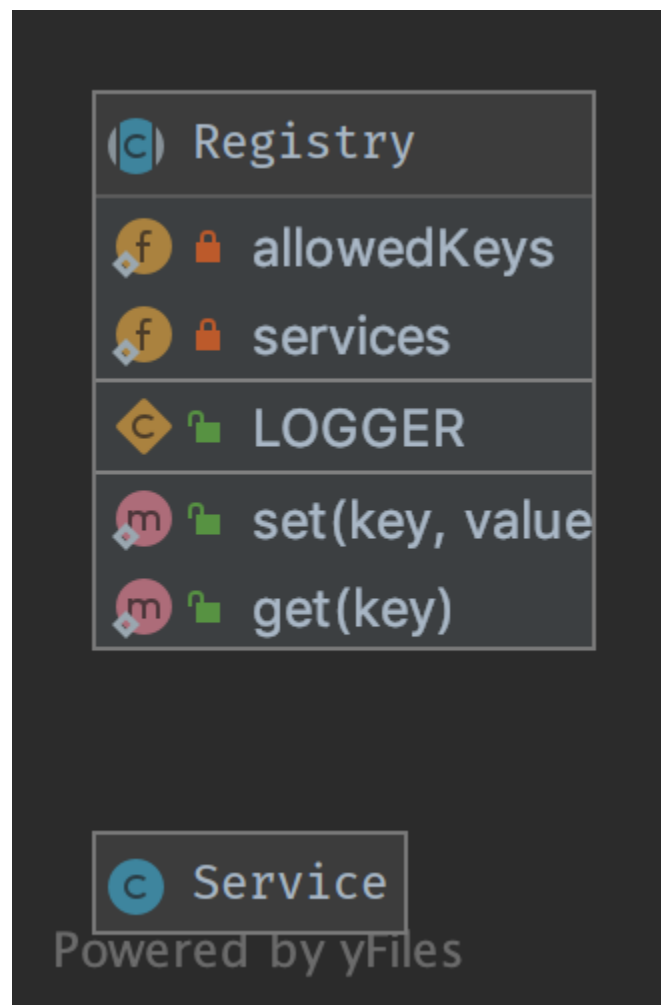 Registry
allowedKeys
services
LOGGER
set(key, value
get(key)
Service
Powered by yFiles